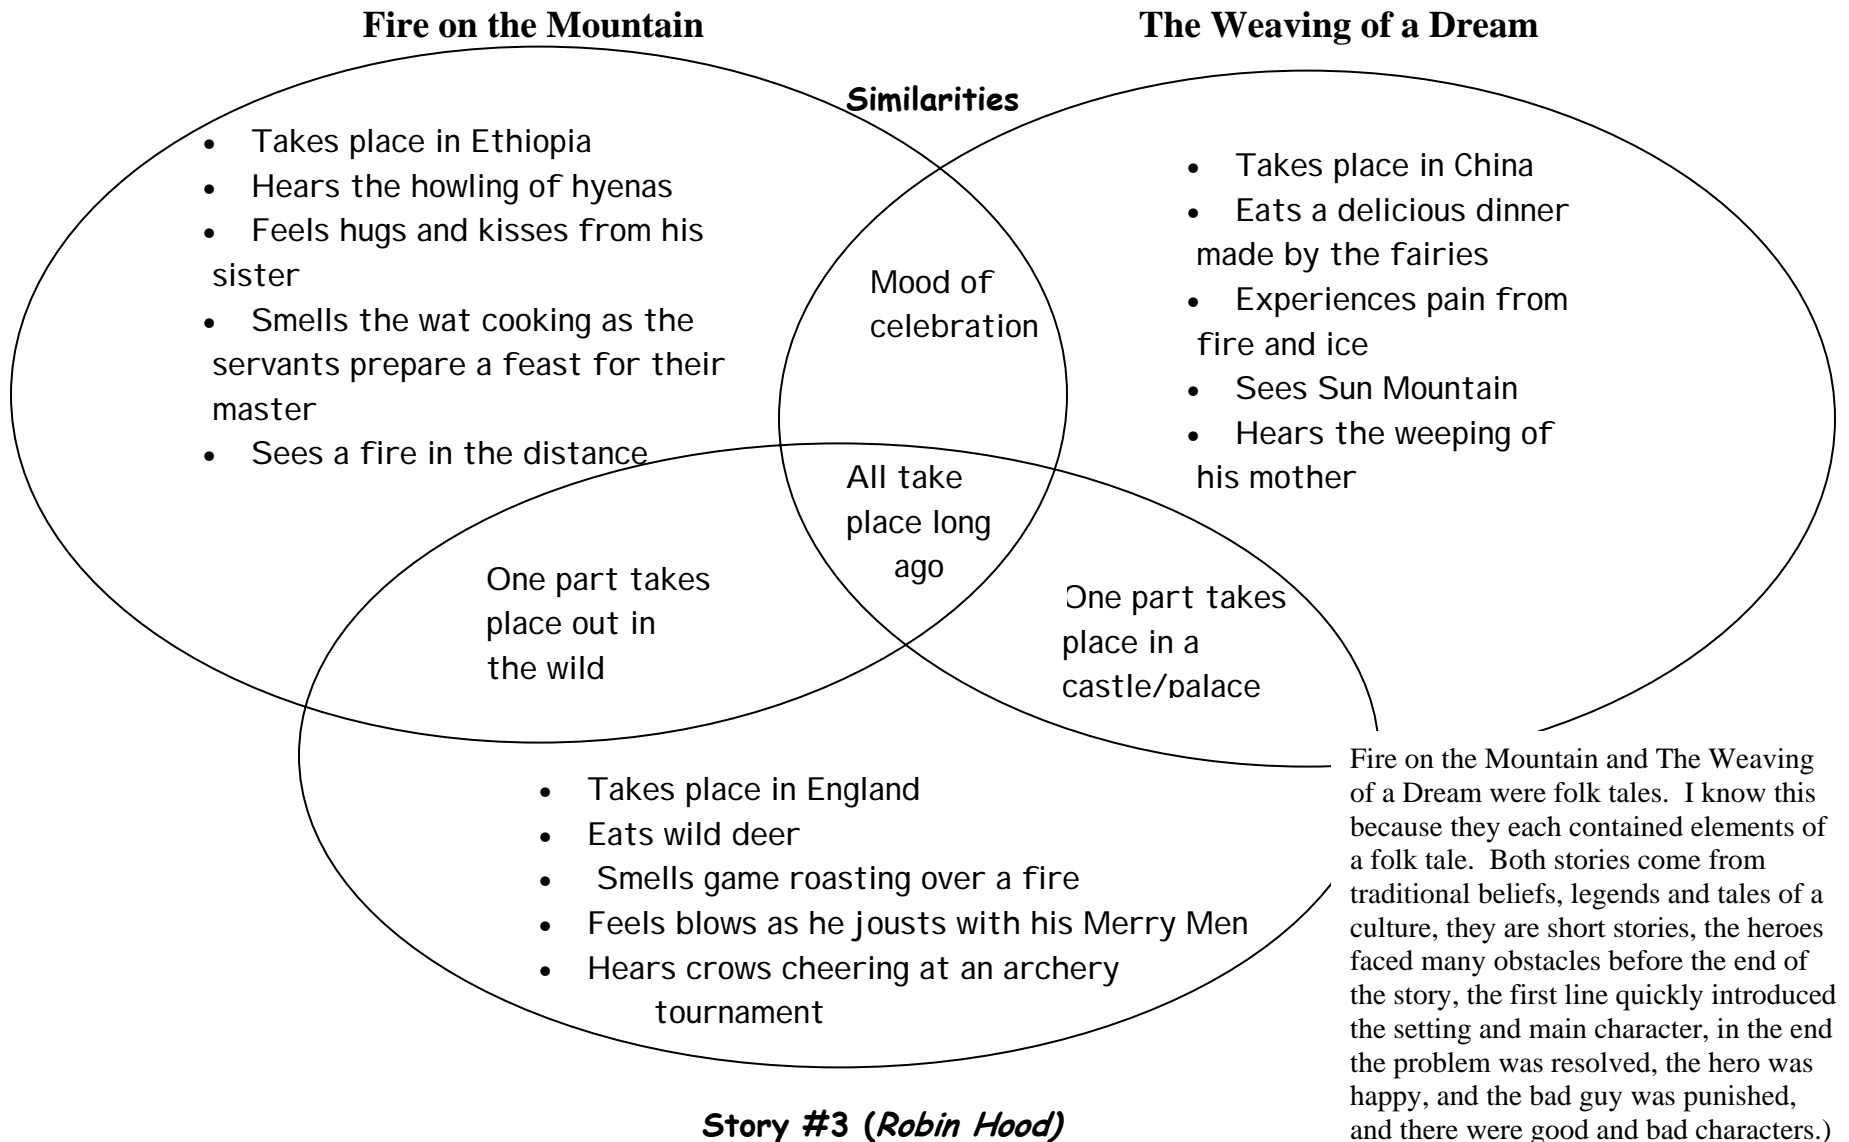 Fire on the Mountain
The Weaving of a Dream
Similarities
• Takes place in Ethiopia
• Hears the howling of hyenas
• Feels hugs and kisses from his
sister
• Smells the wat cooking as the
servants prepare a feast for their
master
• Sees a fire in the distance
Mood of
celebration
• Takes place in China
• Eats a delicious dinner
made by the fairies
• Experiences pain from
fire and ice
• Sees Sun Mountain
• Hears the weeping of
his mother
All take
place long
ago
One part takes
place out in
the wild
One part takes
place in a
castle/palace
• Takes place in England
• Eats wild deer
• Smells game roasting over a fire
• Feels blows as he jousts with his Merry Men
• Hears crows cheering at an archery
tournament
Story #3 (Robin Hood)
Fire on the Mountain and The Weaving
of a Dream were folk tales. I know this
because they each contained elements of
a folk tale. Both stories come from
traditional beliefs, legends and tales of a
culture, they are short stories, the heroes
faced many obstacles before the end of
the story, the first line quickly introduced
the setting and main character, in the end
the problem was resolved, the hero was
happy, and the bad guy was punished,
and there were good and bad characters.)